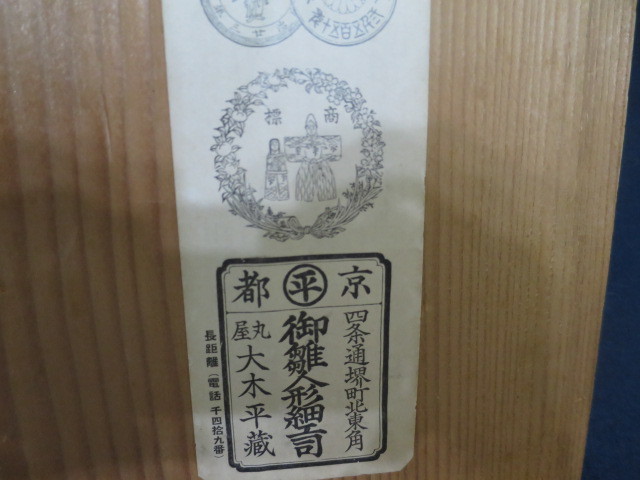 商標
京㊥都
四条通堺町北東角
御雛人形細工司
丸屋
大木平藏
長距離(電話 千四拾九番)